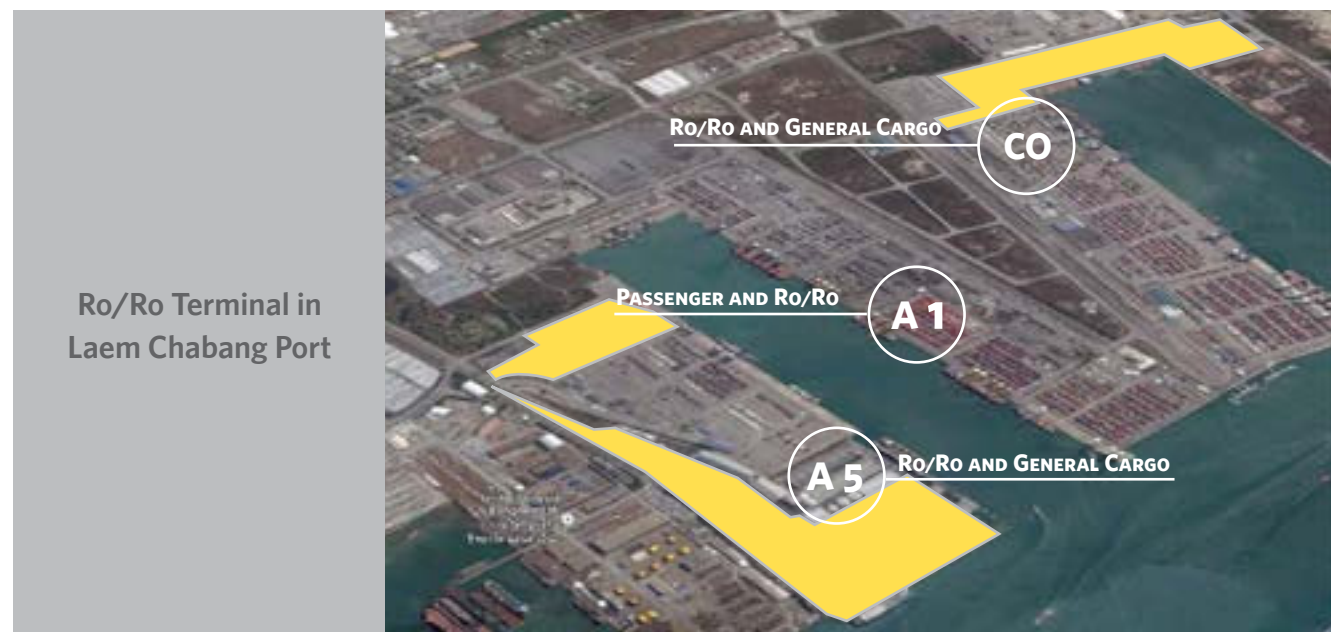 Ro/Ro Terminal in
Laem Chabang Port
Ro/Ro and General Cargo
CO
Passenger and Ro/Ro
A 1
A 5
Ro/Ro and General Cargo